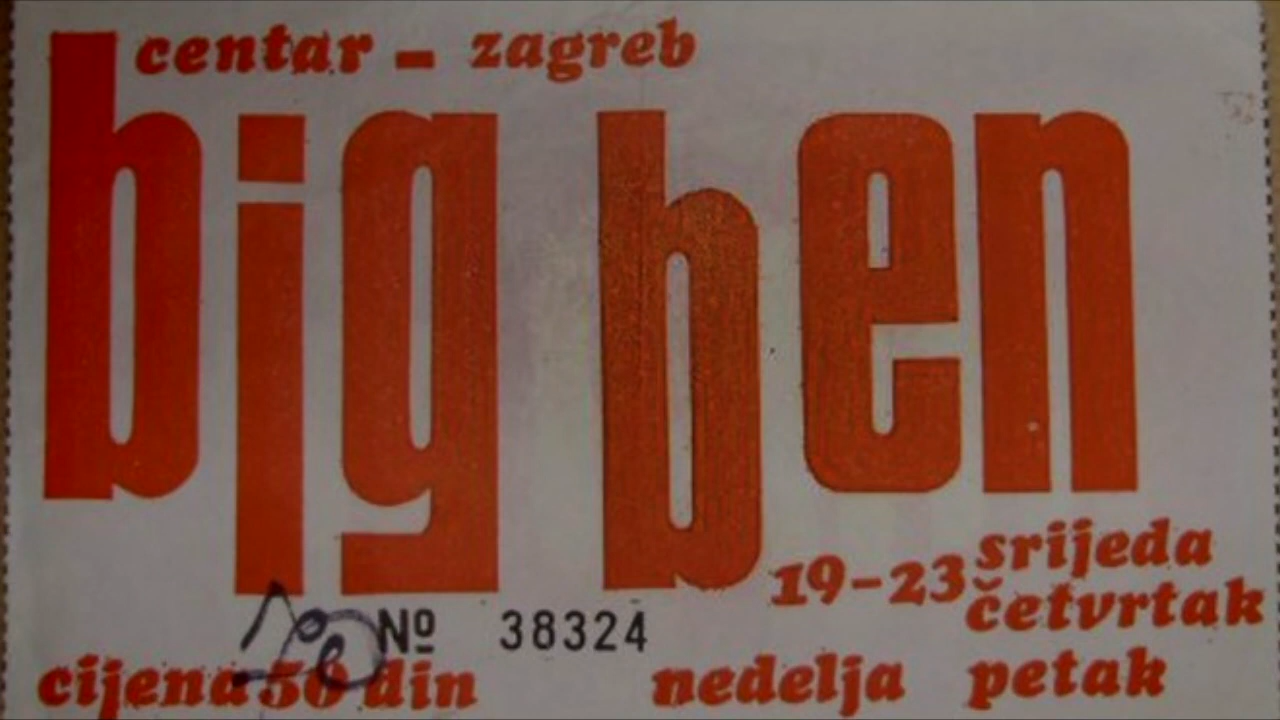 centar - zagreb
big ben
19-23 srijeda
četvrtak
Nº 38324
cijena 50 din nedelja petak